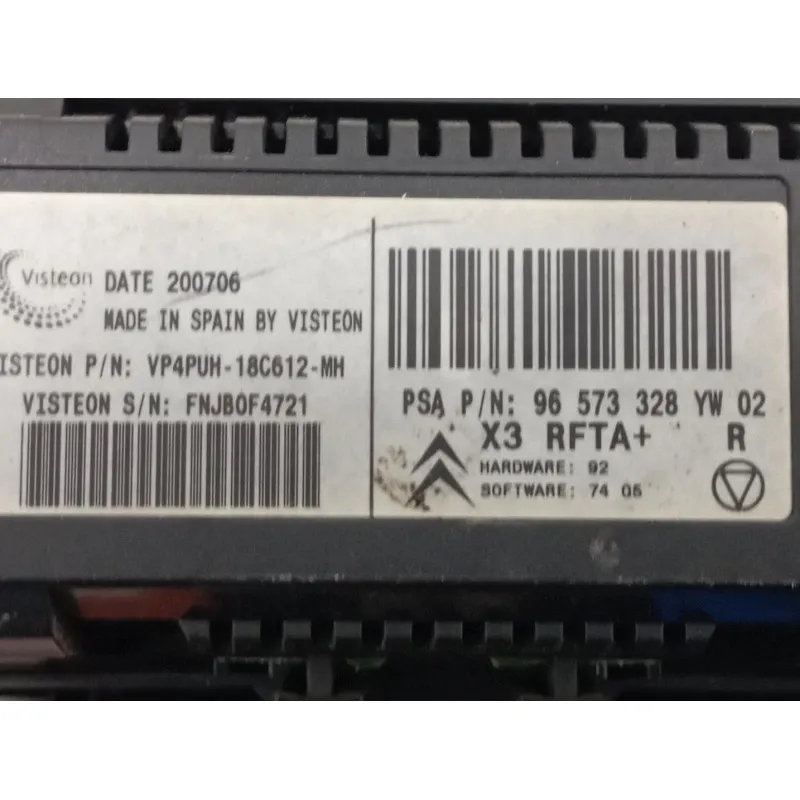 Visteon
DATE 200706
MADE IN SPAIN BY VISTEON
ISTEON P/N: VP4PUH-18C612-MH
VISTEON S/N: FNJB0F4721
PSA P/N: 96 573 328 YW 02
X3 RFTA+ R
HARDWARE: 92
SOFTWARE: 74 05